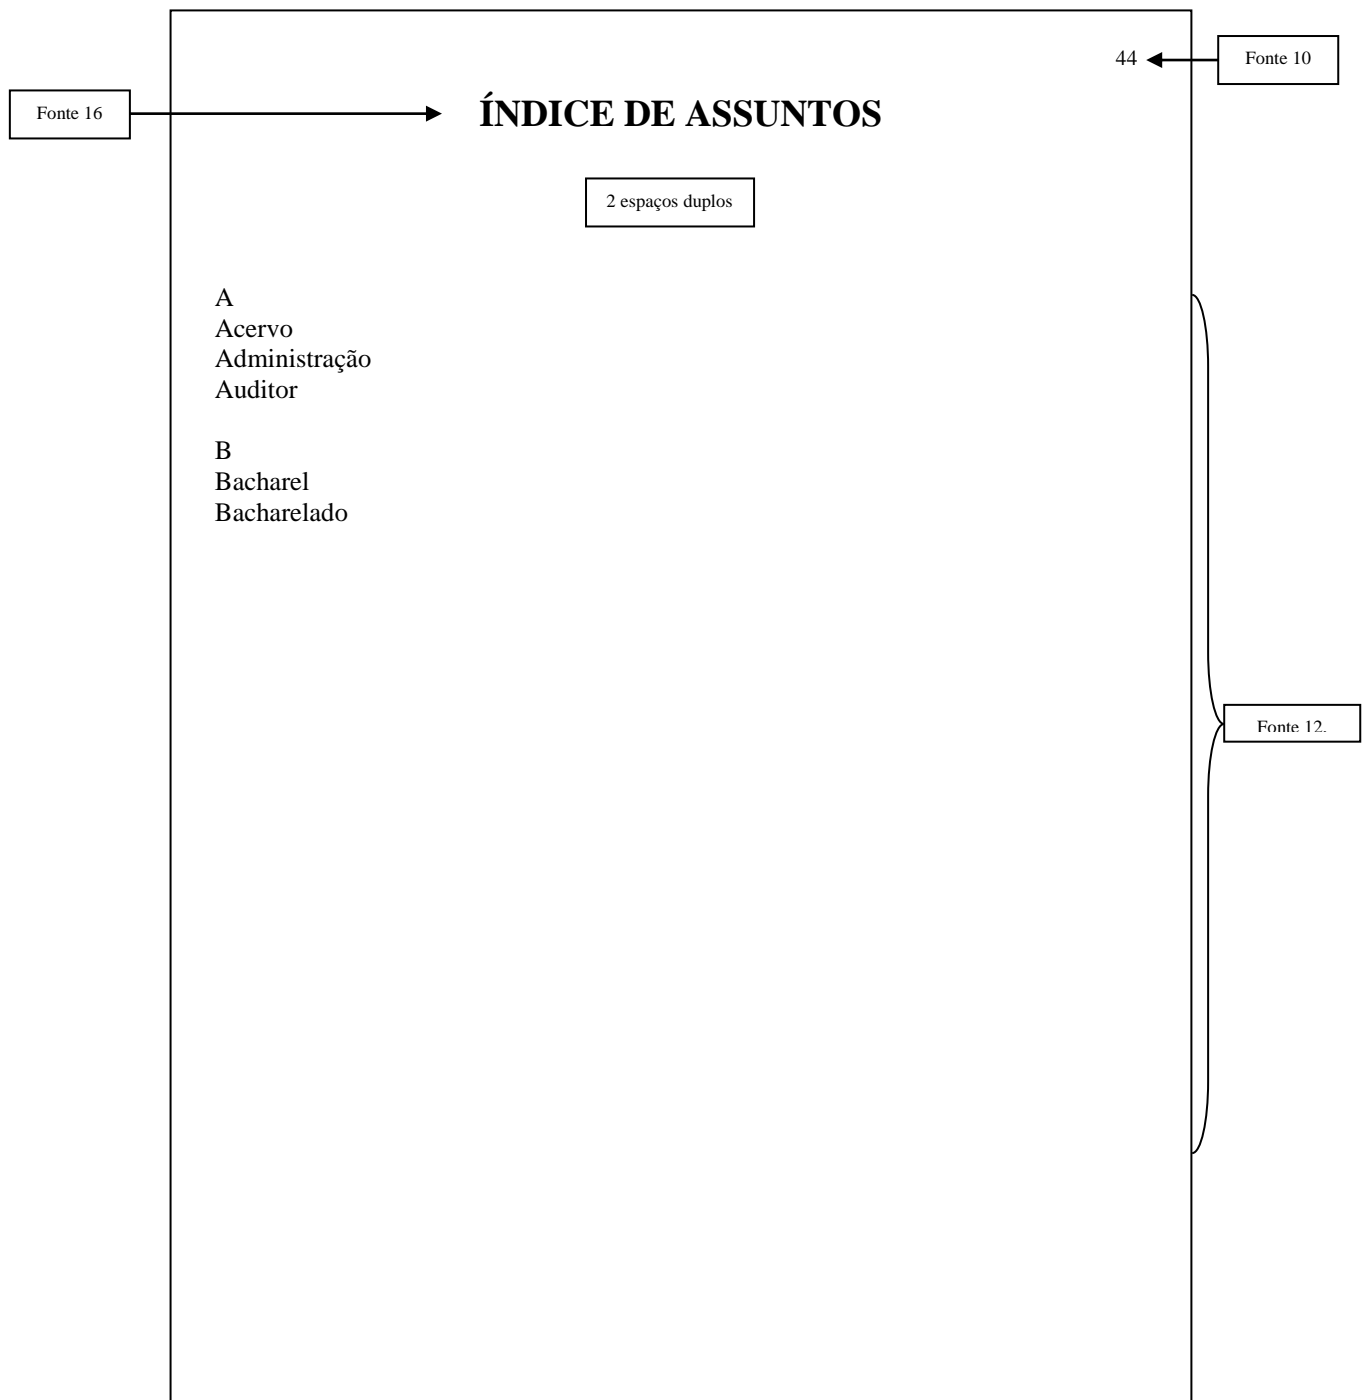 44
Fonte 10
Fonte 16
ÍNDICE DE ASSUNTOS
2 espaços duplos
A
Acervo
Administração
Auditor
B
Bacharel
Bacharelado
Fonte 12.